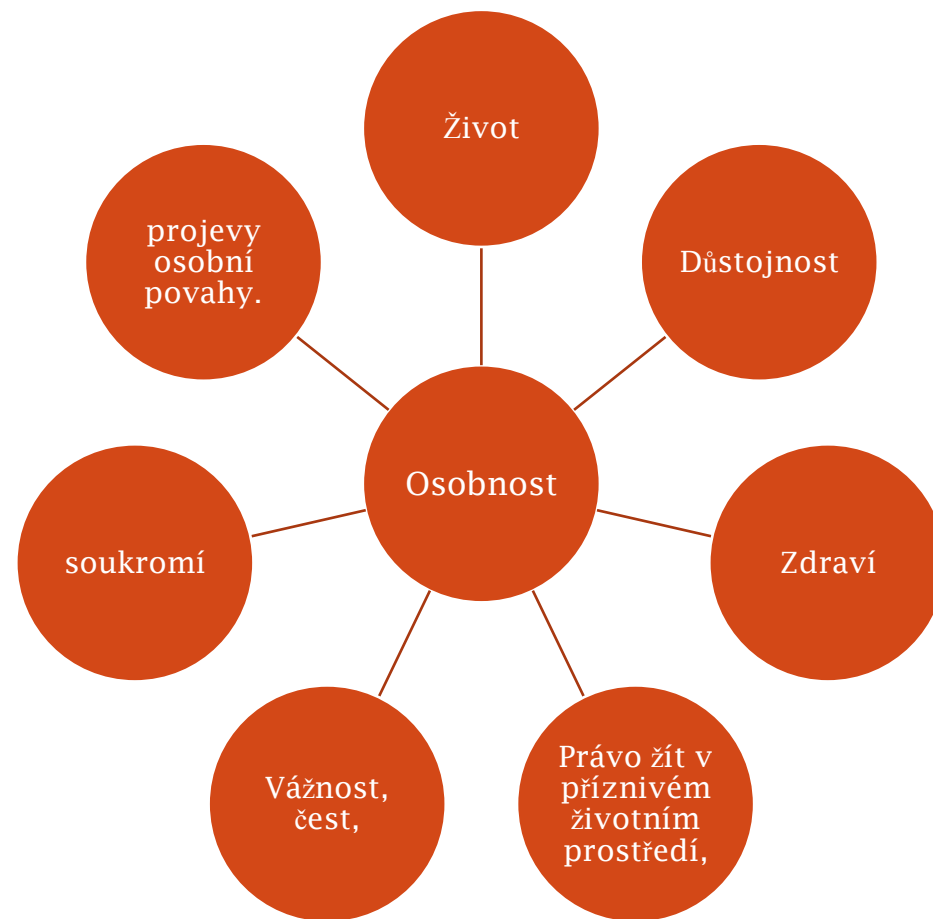 Život
projevy
osobní
povahy.
Důstojnost
Osobnost
soukromí
Zdraví
Vážnost,
čest,
Právo žít v
příznivém
životním
prostředí,